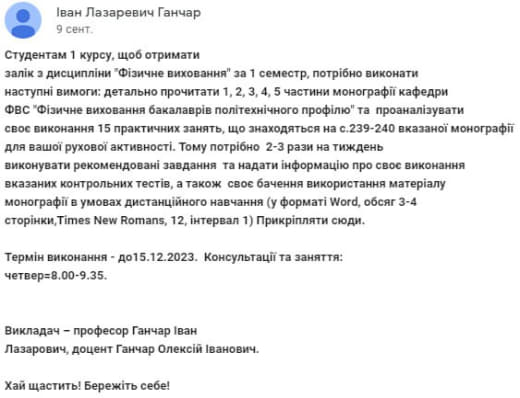 Іван Лазаревич Ганчар
9 сент.
Студентам 1 курсу, щоб отримати
залік з дисципліни "Фізичне виховання" за 1 семестр, потрібно виконати
наступні вимоги: детально прочитати 1, 2, 3, 4, 5 частини монографії кафедри
ФВС "Фізичне виховання бакалаврів політехнічного профілю" та проаналізувати
своє виконання 15 практичних занять, що знаходяться на с.239-240 вказаної монографії
для вашої рухової активності. Тому потрібно 2-3 рази на тиждень
виконувати рекомендовані завдання та надати інформацію про своє виконання
вказаних контрольних тестів, а також своє бачення використання матеріалу
монографії в умовах дистанційного навчання (у форматі Word, обсяг 3-4
сторінки,Times New Romans, 12, інтервал 1) Прикріпляти сюди.
Термін виконання - до15.12.2023. Консультації та заняття:
четвер=8.00-9.35.
Викладач – професор Ганчар Іван
Лазарович, доцент Ганчар Олексій Іванович.
Хай щастить! Бережіть себе!